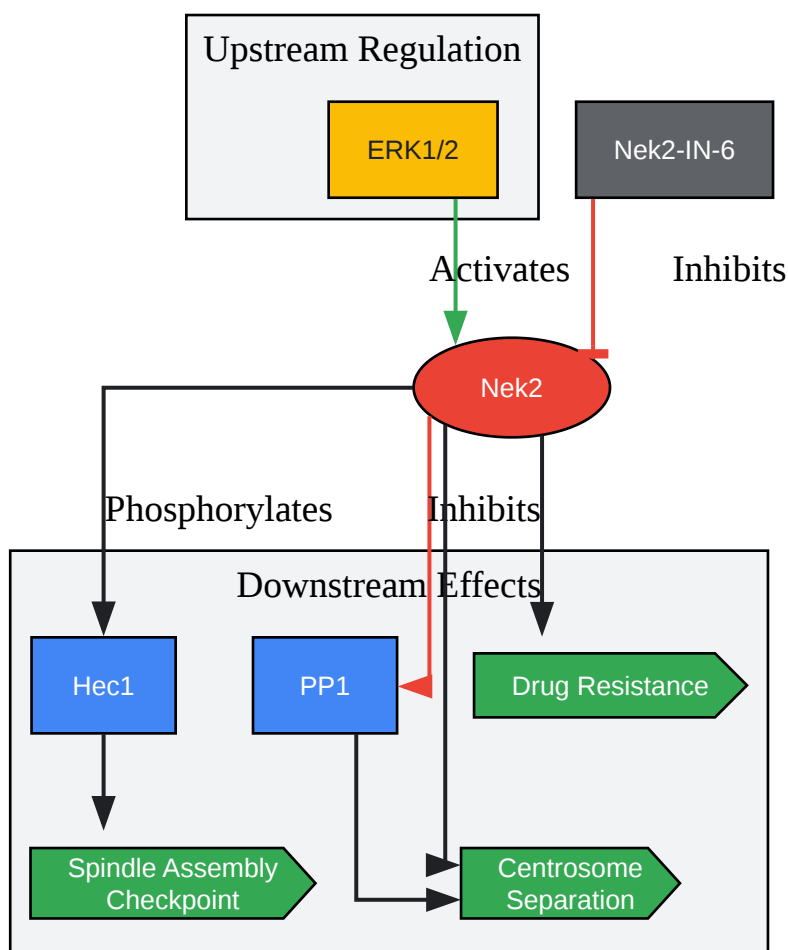 Upstream Regulation
ERK1/2
Nek2-IN-6
Activates
Inhibits
Nek2
Phosphorylates
Inhibits
Downstream Effects
Hec1
PP1
Drug Resistance
Spindle Assembly
Checkpoint
Centrosome
Separation